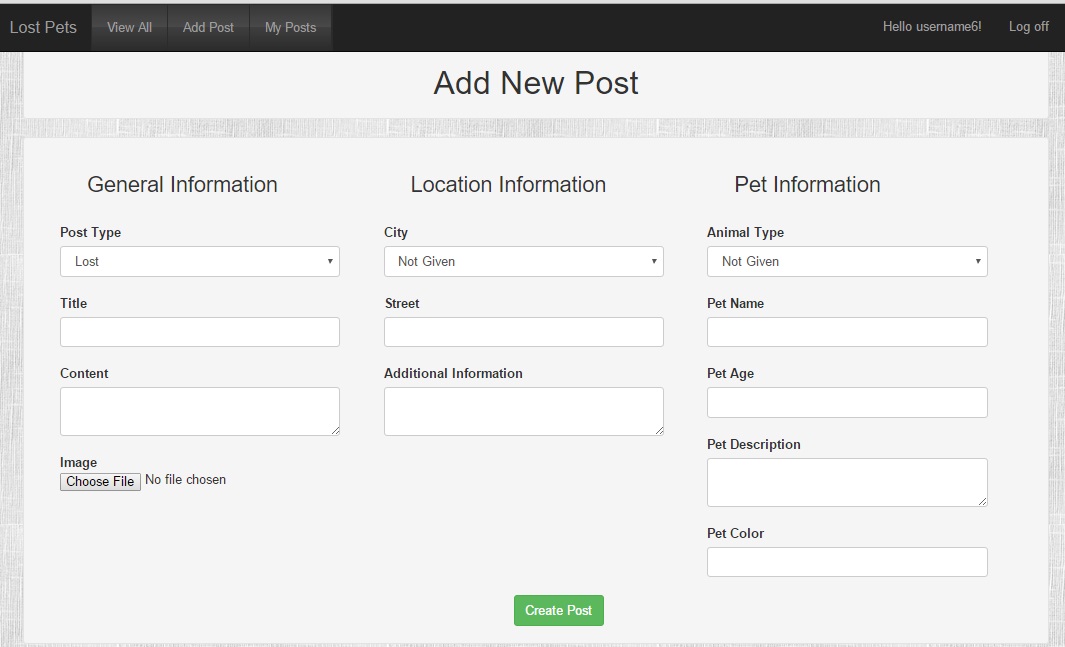 Lost Pets View All Add Post My Posts Hello username6! Log off
Add New Post
General Information
Post Type
Lost
Title
Content
Image
Choose File No file chosen
Location Information
City
Not Given
Street
Additional Information
Pet Information
Animal Type
Not Given
Pet Name
Pet Age
Pet Description
Pet Color
Create Post